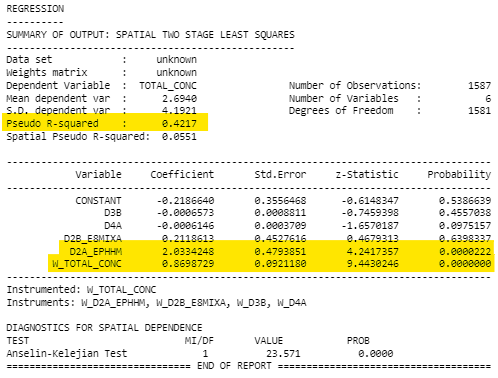 REGRESSION
----------
SUMMARY OF OUTPUT: SPATIAL TWO STAGE LEAST SQUARES
--------------------------------------------------
Data set            :     unknown
Weights matrix      :     unknown
Dependent Variable  :  TOTAL_CONC                Number of Observations:        1587
Mean dependent var  :      2.6940                Number of Variables   :           6
S.D. dependent var  :      4.1921                Degrees of Freedom    :        1581
Pseudo R-squared    :      0.4217
Spatial Pseudo R-squared:  0.0551
------------------------------------------------------------------------------------
Variable     Coefficient       Std.Error     z-Statistic     Probability
------------------------------------------------------------------------------------
CONSTANT      -0.2186640       0.3556468      -0.6148347       0.5386639
D3B      -0.0006573       0.0008811      -0.7459398       0.4557038
D4A      -0.0006146       0.0003709      -1.6570187       0.0975157
D2B_E8MIXA       0.2118613       0.4527616       0.4679313       0.6398337
D2A_EPHHM       2.0334248       0.4793851       4.2417357       0.0000222
W_TOTAL_CONC       0.8698729       0.0921180       9.4430246       0.0000000
------------------------------------------------------------------------------------
Instrumented: W_TOTAL_CONC
Instruments: W_D2A_EPHHM, W_D2B_E8MIXA, W_D3B, W_D4A
DIAGNOSTICS FOR SPATIAL DEPENDENCE
TEST                              MI/DF       VALUE           PROB
Anselin-Kelejian Test             1          23.571          0.0000
================================ END OF REPORT =====================================